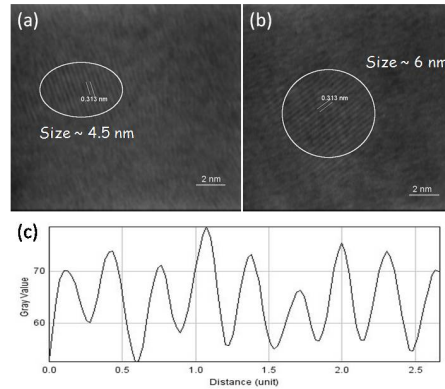 (a)
0.313 nm
Size ~ 4.5 nm
2 nm
(b)
Size ~ 6 nm
0.313 nm
2 nm
(c)
Gray Value
70
60
0.0 0.5 1.0 1.5 2.0 2.5
Distance (unit)